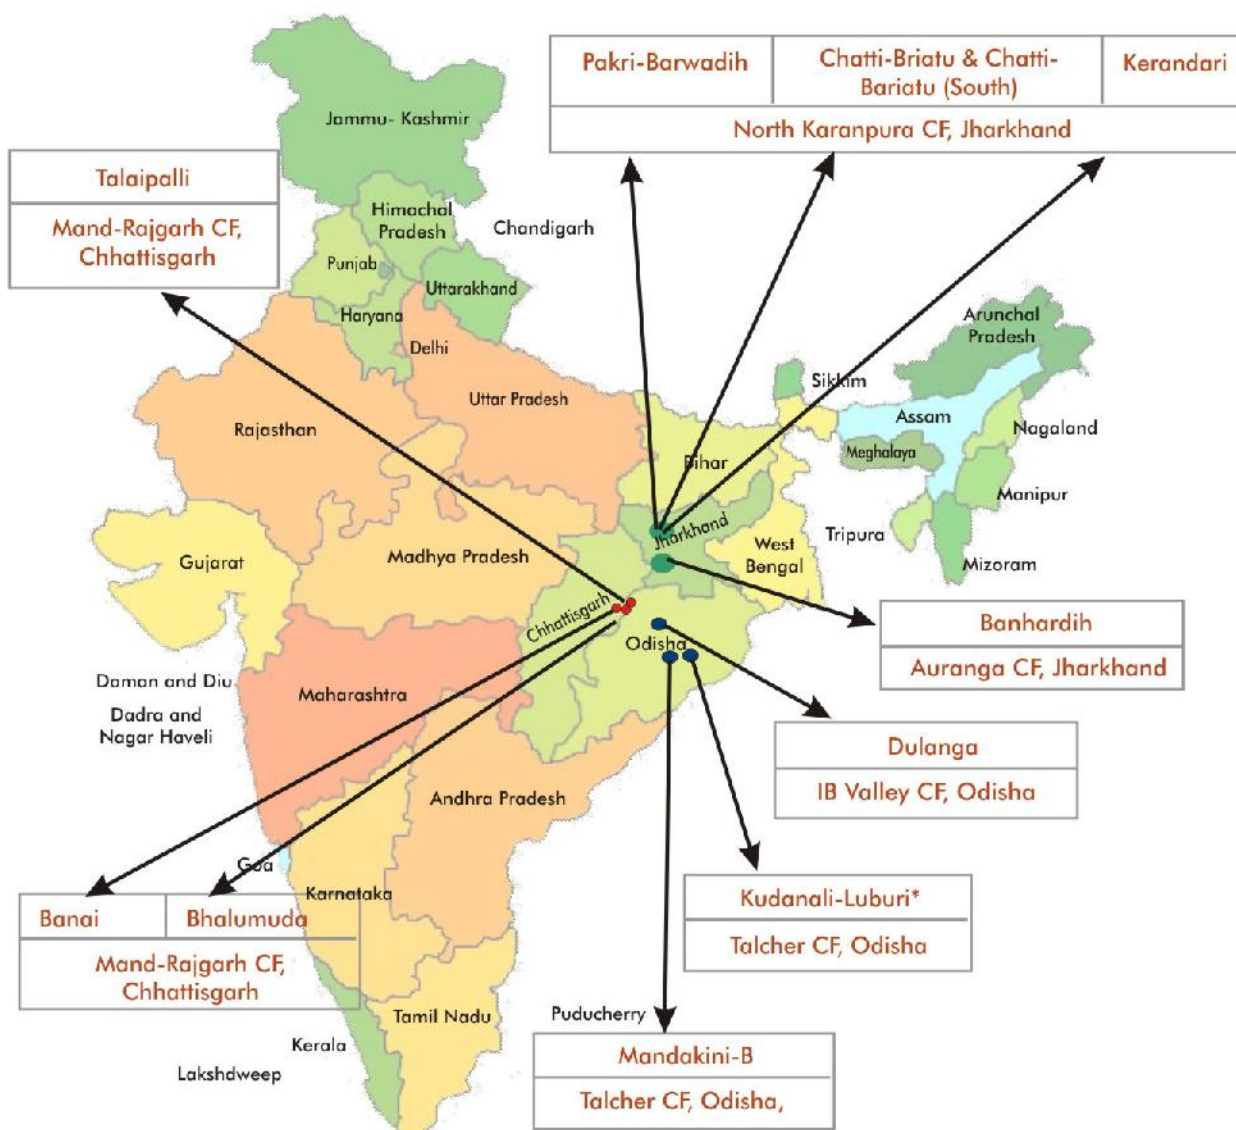 Pakri-Barwadih
Chatti-Briatu & Chatti-
Bariatu (South)
Kerandari
North Karanpura CF, Jharkhand
Jammu- Kashmir
Talaipalli
Mand-Rajgarh CF,
Chhattisgarh
Himachal
Pradesh
Chandigarh
Punjab
Uttarakhand
Haryana
Delhi
Arunchal
Pradesh
Sikkim
Uttar Pradesh
Assam
Rajasthan
Nagaland
Meghalaya
Bihar
Manipur
Jharkhand
Tripura
West
Bengal
Madhya Pradesh
Gujarat
Mizoram
Chhattisgarh
Banhardih
Auranga CF, Jharkhand
Odisha
Daman and Diu
Maharashtra
Dadra and
Nagar Haveli
Dulanga
IB Valley CF, Odisha
Andhra Pradesh
Goa
Karnataka
Banai
Bhalumuda
Mand-Rajgarh CF,
Chhattisgarh
Kudanali-Luburi*
Talcher CF, Odisha
Tamil Nadu
Puducherry
Kerala
Lakshdweep
Mandakini-B
Talcher CF, Odisha,